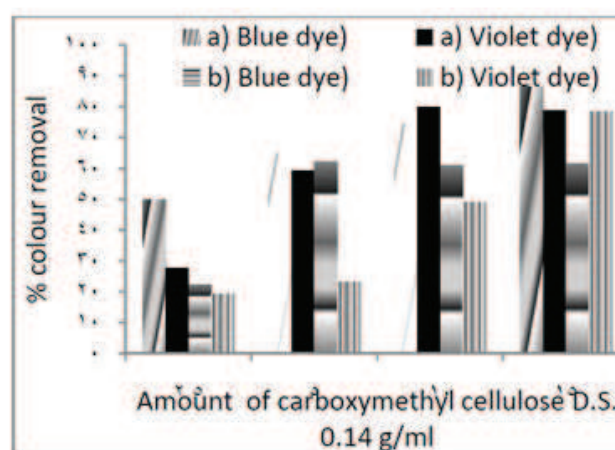 ١٠٠
a) Blue dye) a) Violet dye)
٩٠
b) Blue dye) b) Violet dye)
٨٠
٧٠
٦٠
٥٠
٤٠
٣٠
٢٠
١٠
٠
% colour removal
Amount of carboxymethyl cellulose D.S.
0.14 g/ml